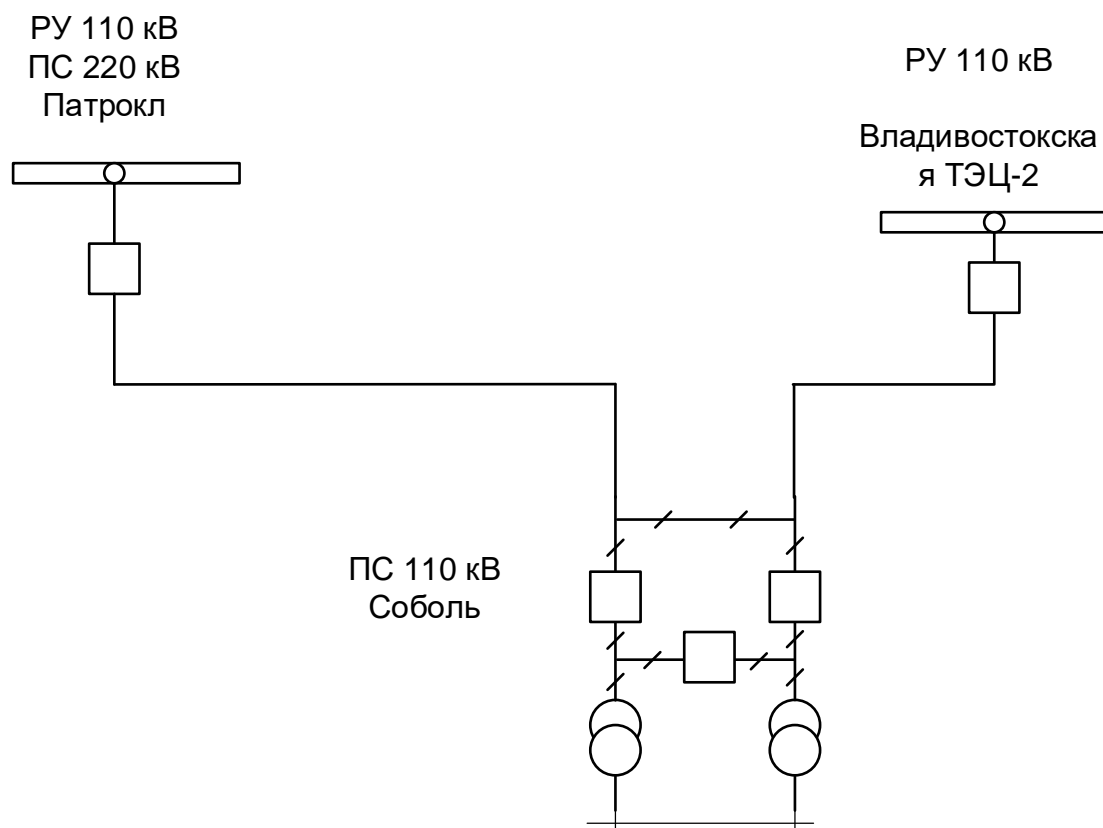 РУ 110 кВ
ПС 220 кВ
Патрокл
РУ 110 кВ
Владивостокска
я ТЭЦ-2
ПС 110 кВ
Соболь